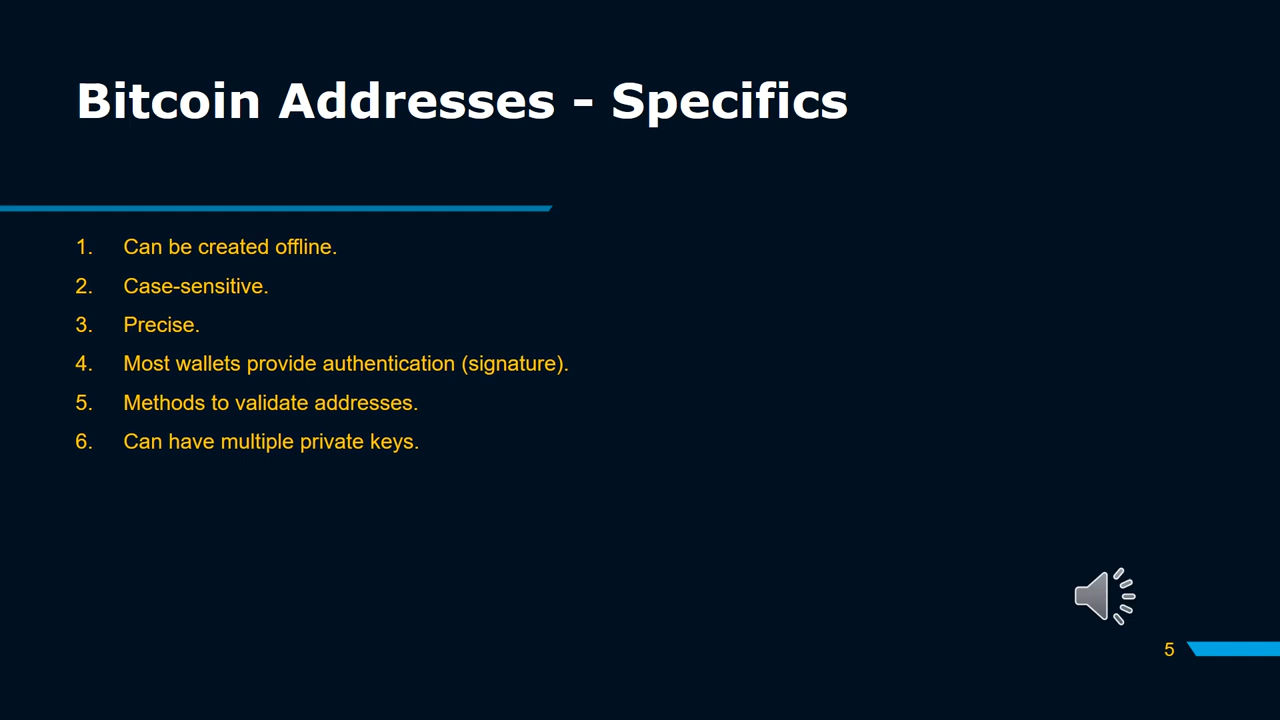 Bitcoin Addresses - Specifics
1. Can be created offline.
2. Case-sensitive.
3. Precise.
4. Most wallets provide authentication (signature).
5. Methods to validate addresses.
6. Can have multiple private keys.
5